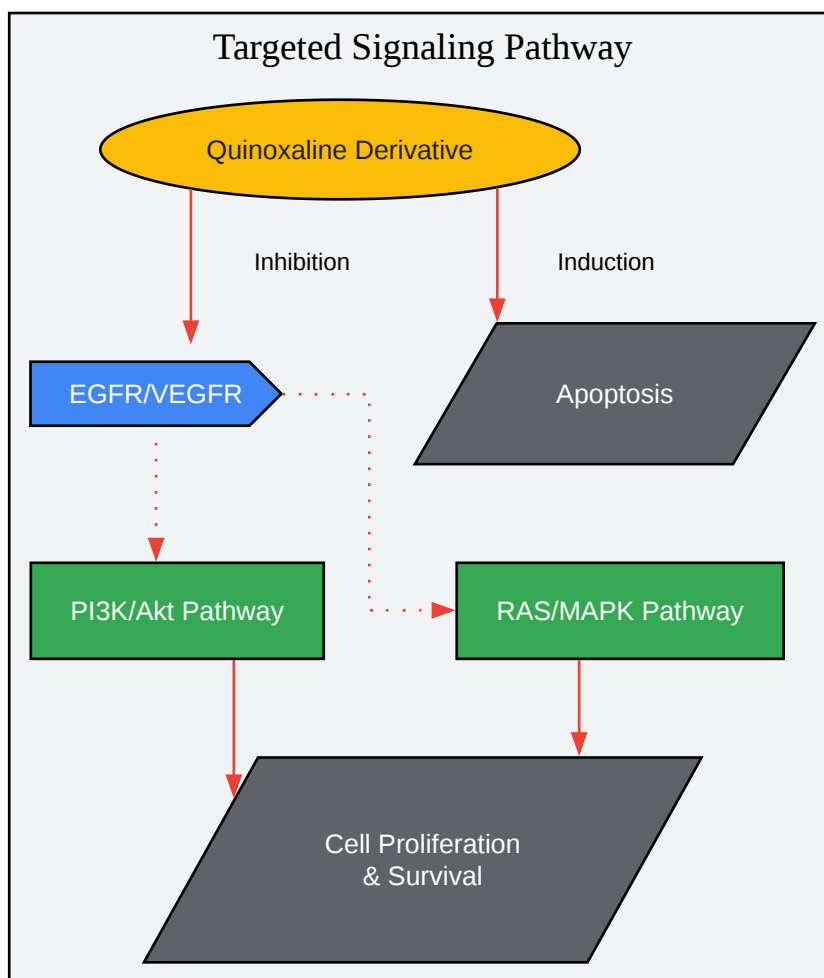 Targeted Signaling Pathway
Quinoxaline Derivative
Inhibition
Induction
EGFR/VEGFR
Apoptosis
PI3K/Akt Pathway
RAS/MAPK Pathway
Cell Proliferation
& Survival